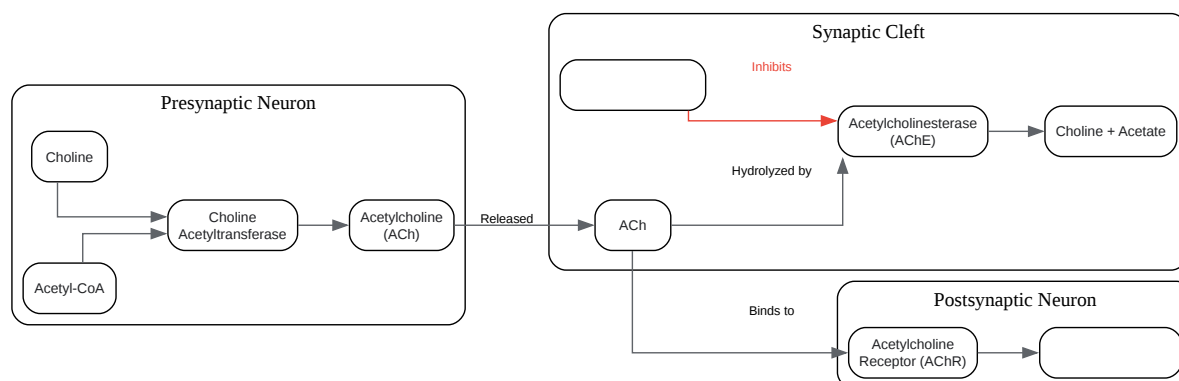 Presynaptic Neuron
Choline
Acetyl-CoA
Choline
Acetyltransferase
Acetylcholine
(ACh)
Released
Synaptic Cleft
Inhibits
Acetylcholinesterase
(AChE)
Choline + Acetate
Hydrolyzed by
ACh
Binds to
Postsynaptic Neuron
Acetylcholine
Receptor (AChR)